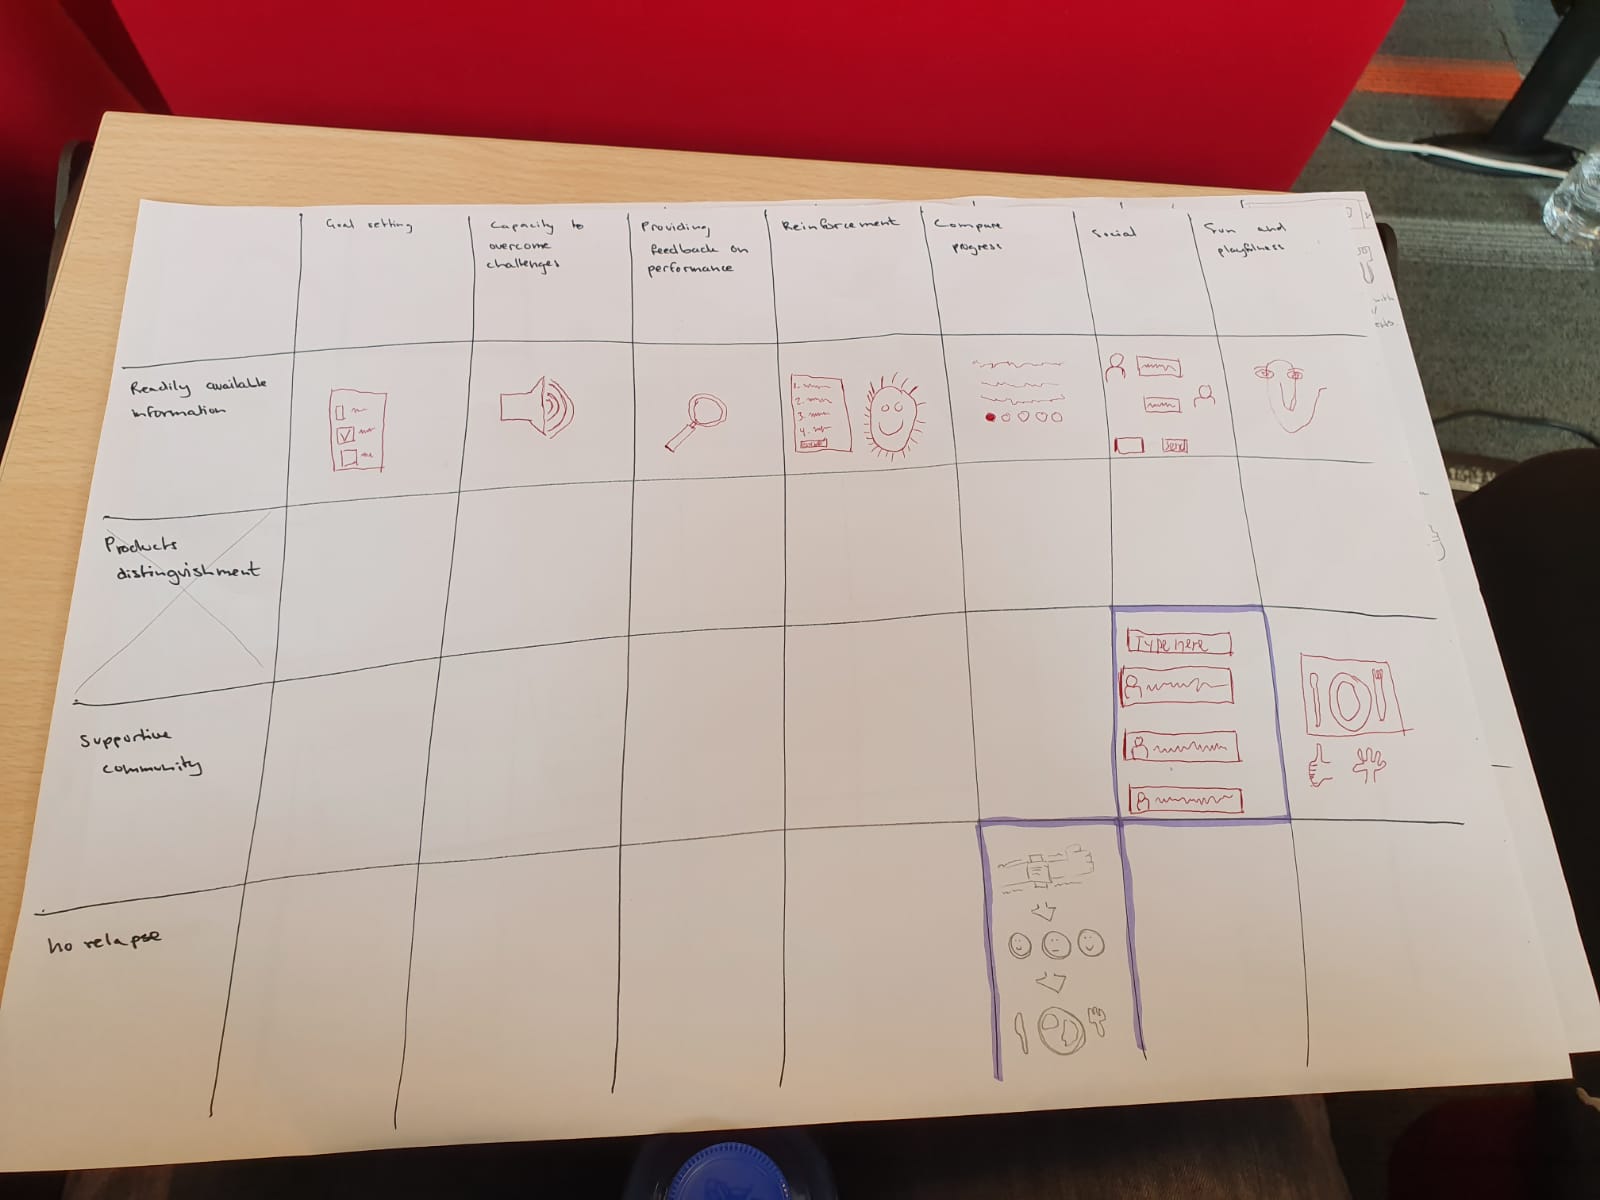 Goal setting
Capacity to
overcome
challenges
Providing
feedback on
performance
Reinforcement
Compare
progress
Social
Fun and
playfulness
Readily available
information
1.
2.
3.
4.
Send
Products
distinguishment
Supportive
community
Type here
No relapse
with